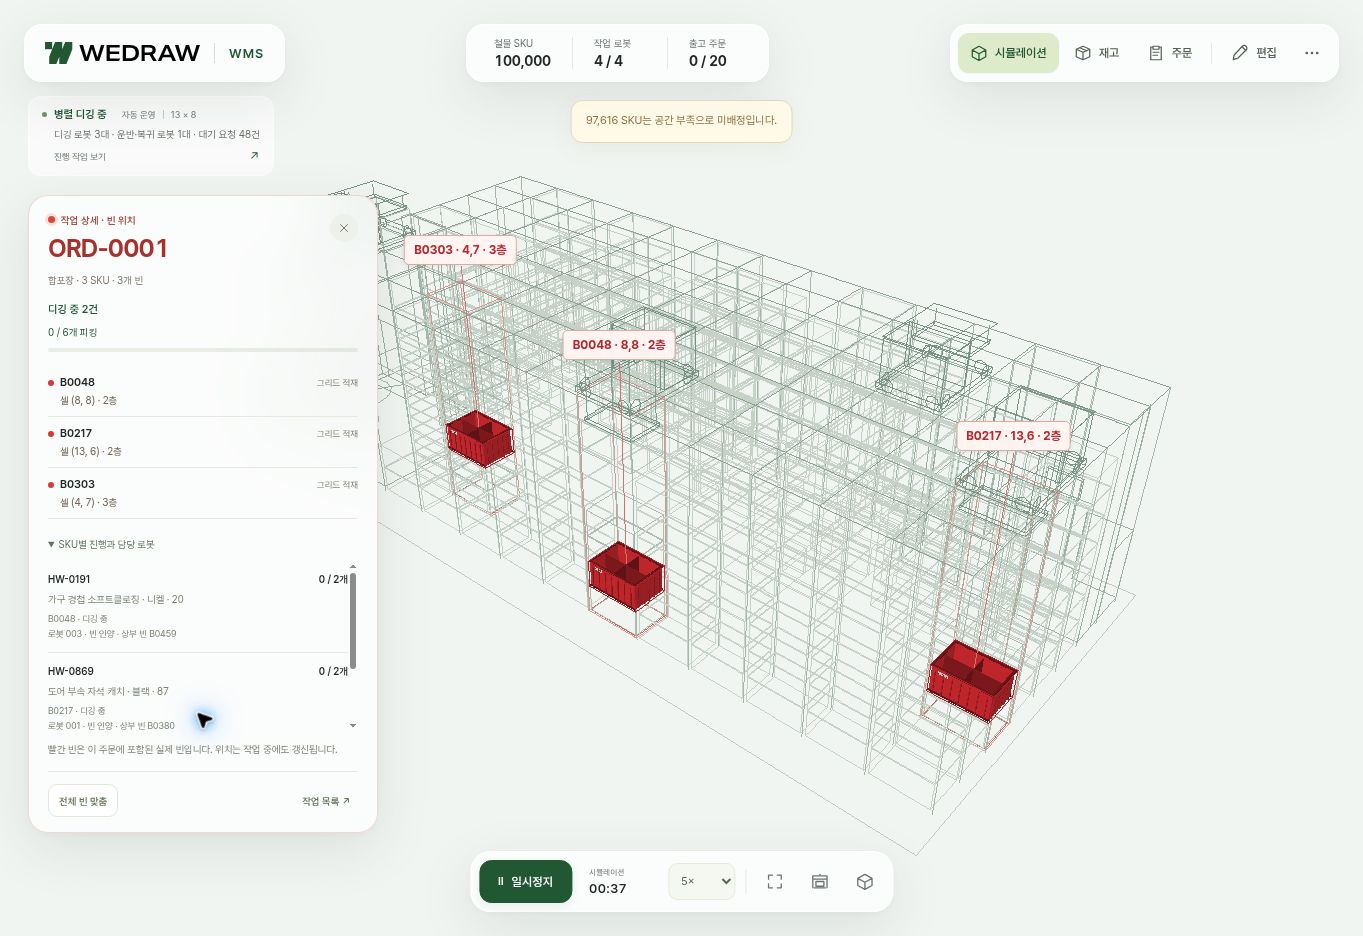 WEDRAW WMS
철물 SKU
100,000
작업 로봇
4 / 4
출고 주문
0 / 20
시뮬레이션
재고
주문
편집
병렬 디깅 중 자동 운영 13 × 8
디깅 로봇 3대 · 운반·복귀 로봇 1대 · 대기 요청 48건
진행 작업 보기
97,616 SKU는 공간 부족으로 미배정입니다.
작업 상세 · 빈 위치
ORD-0001
합포장 · 3 SKU · 3개 빈
디깅 중 2건
0 / 6개 피킹
B0048 그리드 적재
셀 (8, 8) · 2층
B0217 그리드 적재
셀 (13, 6) · 2층
B0303 그리드 적재
셀 (4, 7) · 3층
▼ SKU별 진행과 담당 로봇
HW-0191 0 / 2개
가구 경첩 소프트클로징 · 니켈 · 20
B0048 · 디깅 중
로봇 003 · 빈 인양 · 상부 빈 B0459
HW-0869 0 / 2개
도어 부속 자석 캐치 · 블랙 · 87
B0217 · 디깅 중
로봇 001 · 빈 인양 · 상부 빈 B0380
빨간 빈은 이 주문에 포함된 실제 빈입니다. 위치는 작업 중에도 갱신됩니다.
전체 빈 맞춤
작업 목록 ↗
B0303 · 4,7 · 3층
B0048 · 8,8 · 2층
B0217 · 13,6 · 2층
일시정지
시뮬레이션
00:37
5×